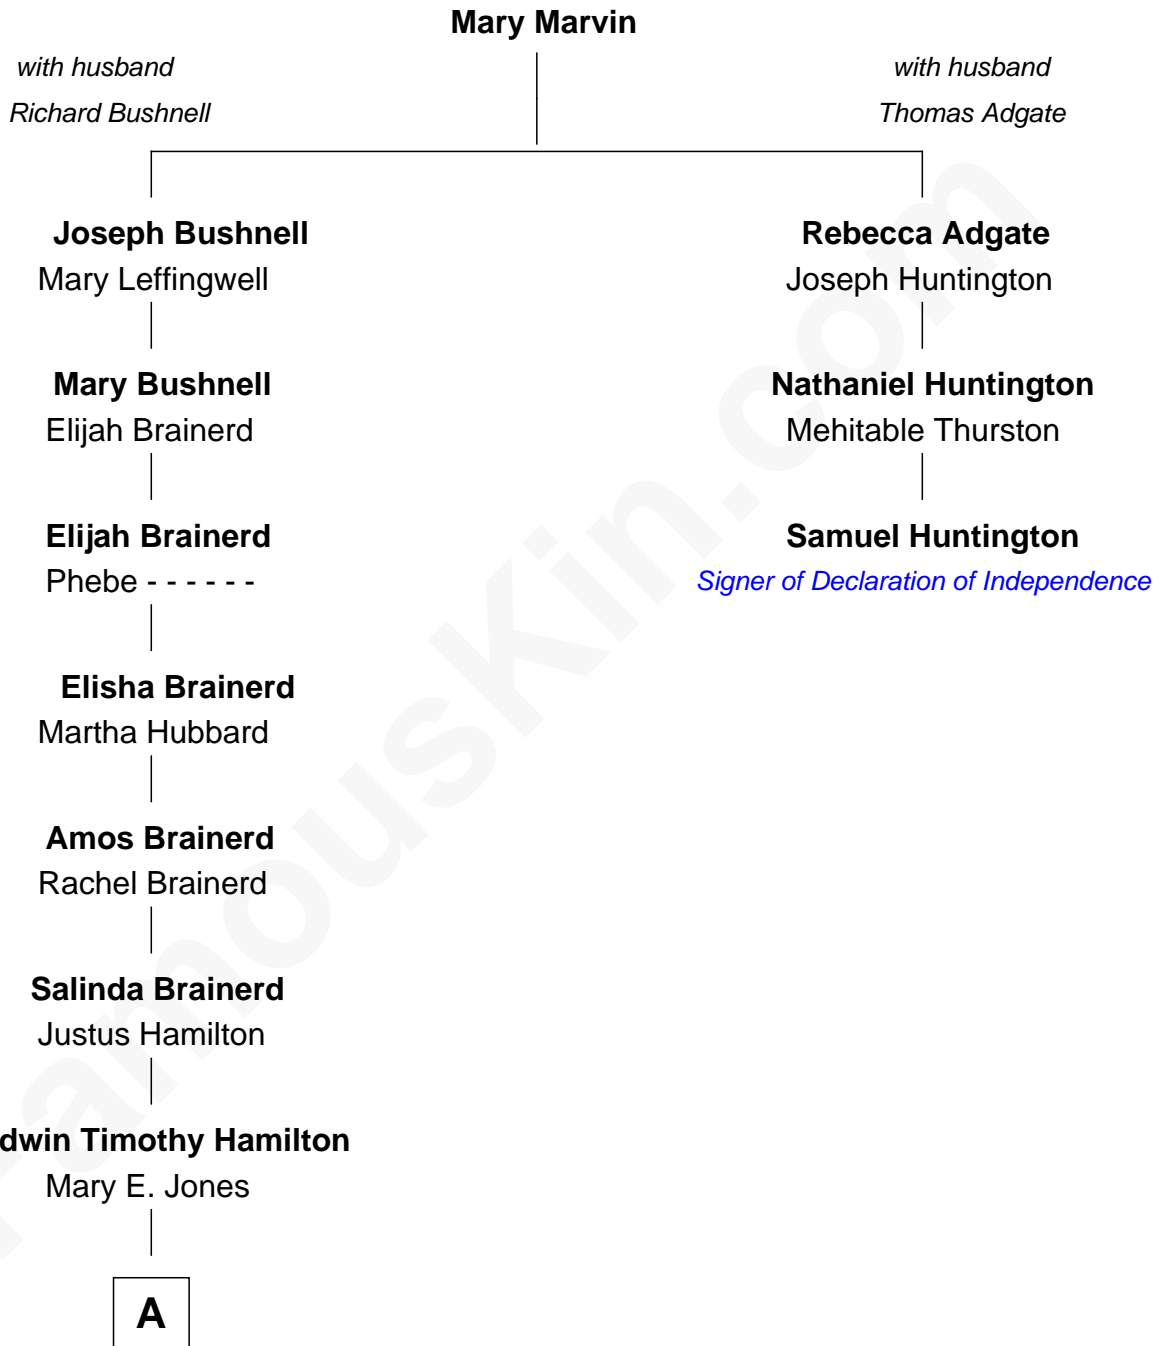 Mary Marvin
with husband
Richard Bushnell
with husband
Thomas Adgate
Joseph Bushnell
Mary Leffingwell
Rebecca Adgate
Joseph Huntington
Mary Bushnell
Elijah Brainerd
Nathaniel Huntington
Mehitable Thurston
Elijah Brainerd
Phebe - - - - - -
Samuel Huntington
Signer of Declaration of Independence
Elisha Brainerd
Martha Hubbard
Amos Brainerd
Rachel Brainerd
Salinda Brainerd
Justus Hamilton
dwin Timothy Hamilton
Mary E. Jones
A
FamousKin.com